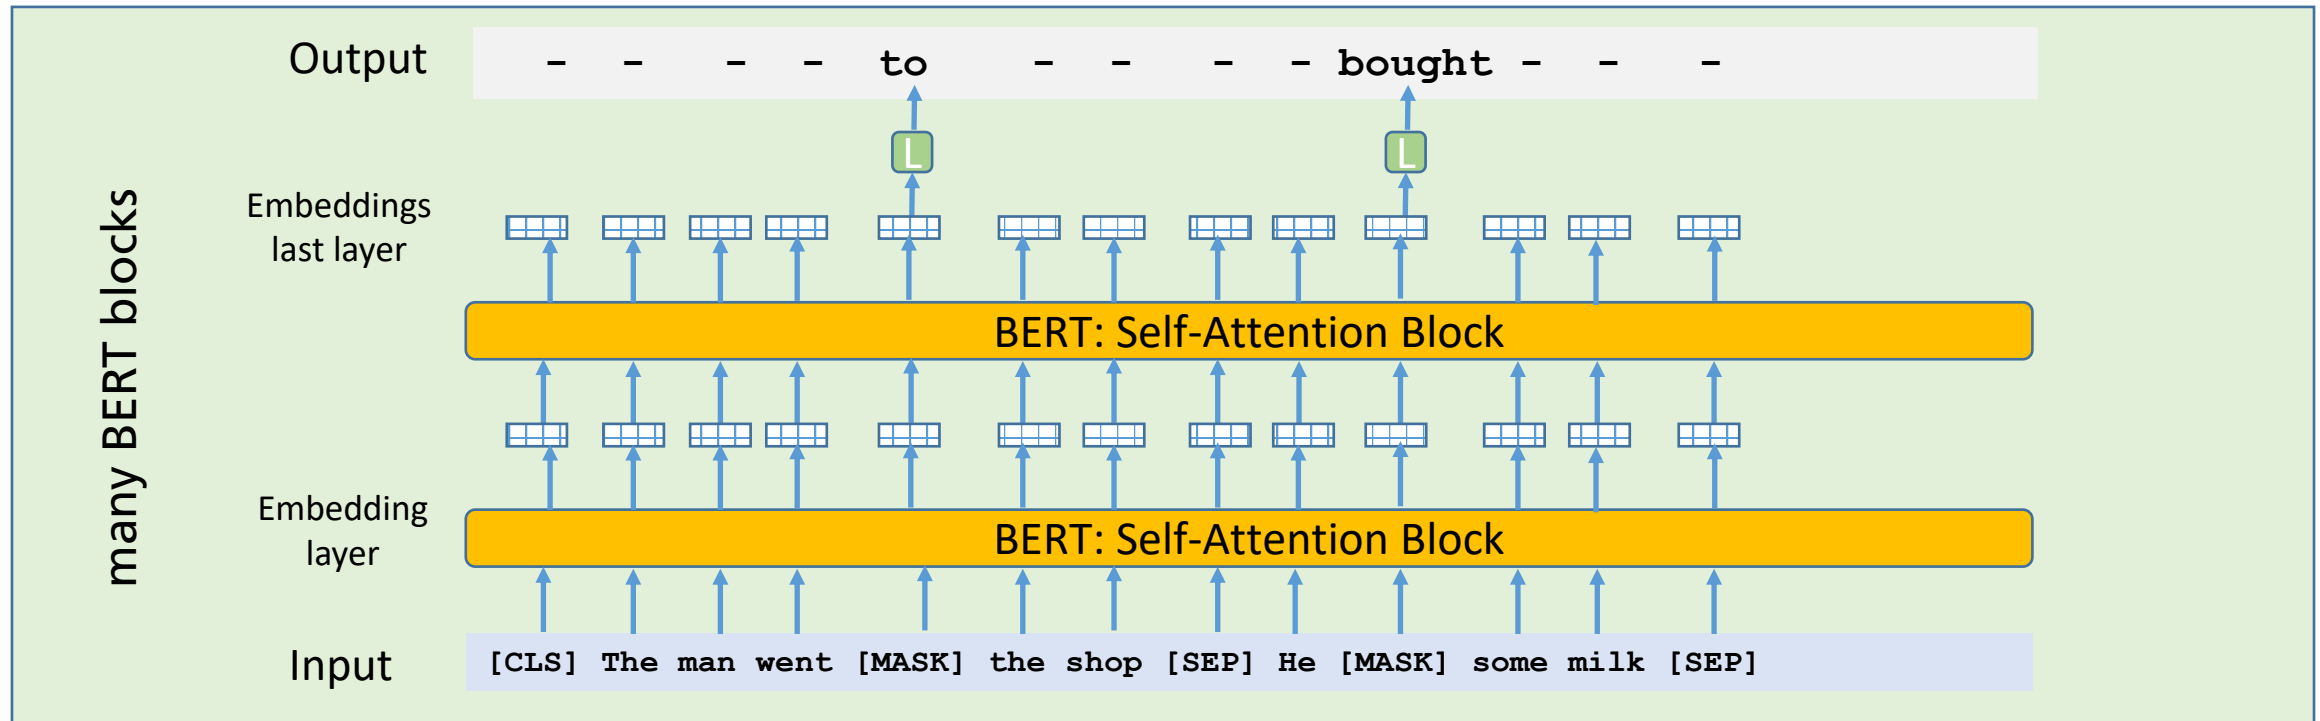 Output - - - - to - - - - bought - - -
L L
Embeddings
last layer
many BERT blocks
BERT: Self-Attention Block
Embedding
layer
BERT: Self-Attention Block
Input [CLS] The man went [MASK] the shop [SEP] He [MASK] some milk [SEP]